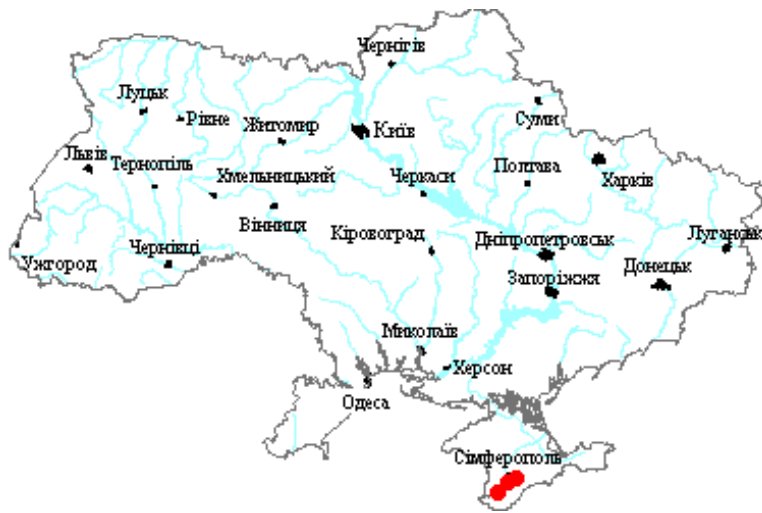 Чернігів
Луцьк
Рівне
Суми
Житомир
Київ
Львів
Тернопіль
Хмельницький
Черкаси
Полтава
Харків
Вінниця
Кіровоград
Дніпропетровськ
Луганськ
Чернівці
Ужгород
Донецьк
Запоріжжя
Миколаїв
Херсон
Одеса
Сімферополь